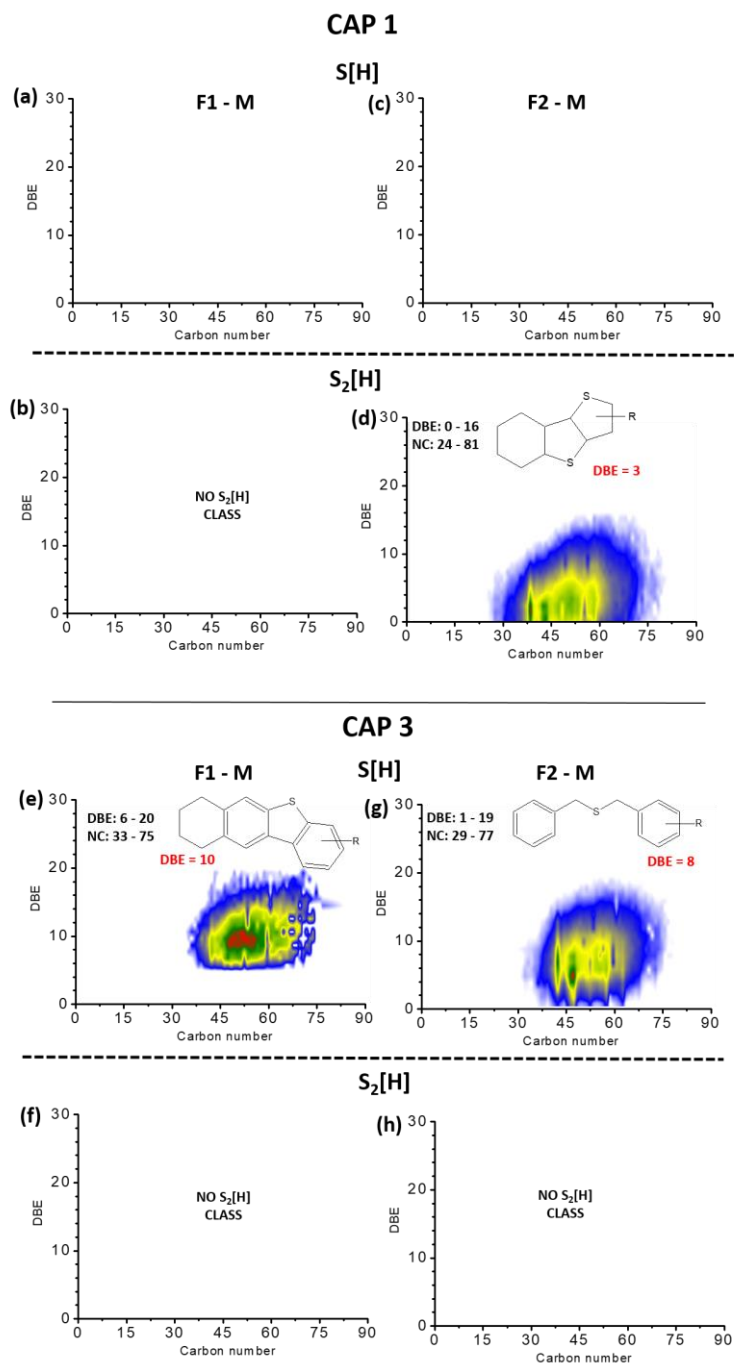 CAP 1
S[H]
(a)
F1 - M
30
20
10
0
DBE
0 15 30 45 60 75 90
Carbon number
(c)
F2 - M
30
20
10
0
DBE
0 15 30 45 60 75 90
Carbon number
S₂[H]
(b)
30
20
10
0
DBE
NO S₂[H]
CLASS
0 15 30 45 60 75 90
Carbon number
(d)
30
20
10
0
DBE
DBE: 0 - 16
NC: 24 - 81
S
S
R
DBE = 3
0 15 30 45 60 75 90
Carbon number
CAP 3
S[H]
F1 - M
(e)
30
20
10
0
DBE
DBE: 6 - 20
NC: 33 - 75
S
R
DBE = 10
0 15 30 45 60 75 90
Carbon number
F2 - M
(g)
30
20
10
0
DBE
DBE: 1 - 19
NC: 29 - 77
S
R
DBE = 8
0 15 30 45 60 75 90
Carbon number
S₂[H]
(f)
30
20
10
0
DBE
NO S₂[H]
CLASS
0 15 30 45 60 75 90
Carbon number
(h)
30
20
10
0
DBE
NO S₂[H]
CLASS
0 15 30 45 60 75 90
Carbon number